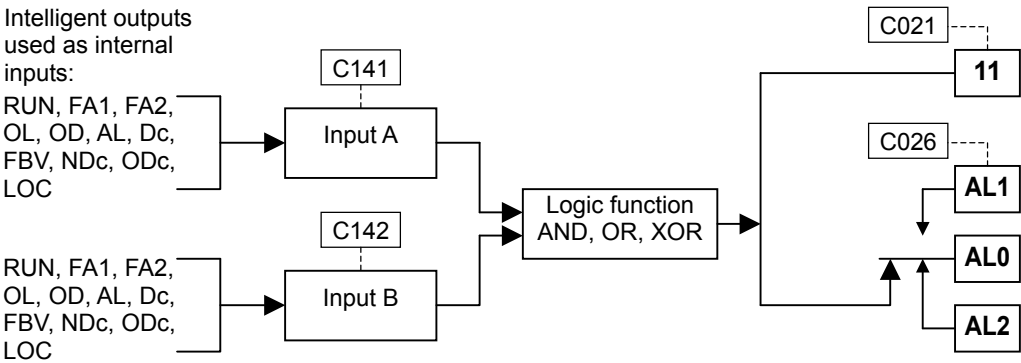 Intelligent outputs
used as internal
inputs:
RUN, FA1, FA2,
OL, OD, AL, Dc,
FBV, NDc, ODc,
LOC
C141
Input A
RUN, FA1, FA2,
OL, OD, AL, Dc,
FBV, NDc, ODc,
LOC
C142
Input B
Logic function
AND, OR, XOR
C021
11
C026
AL1
AL0
AL2